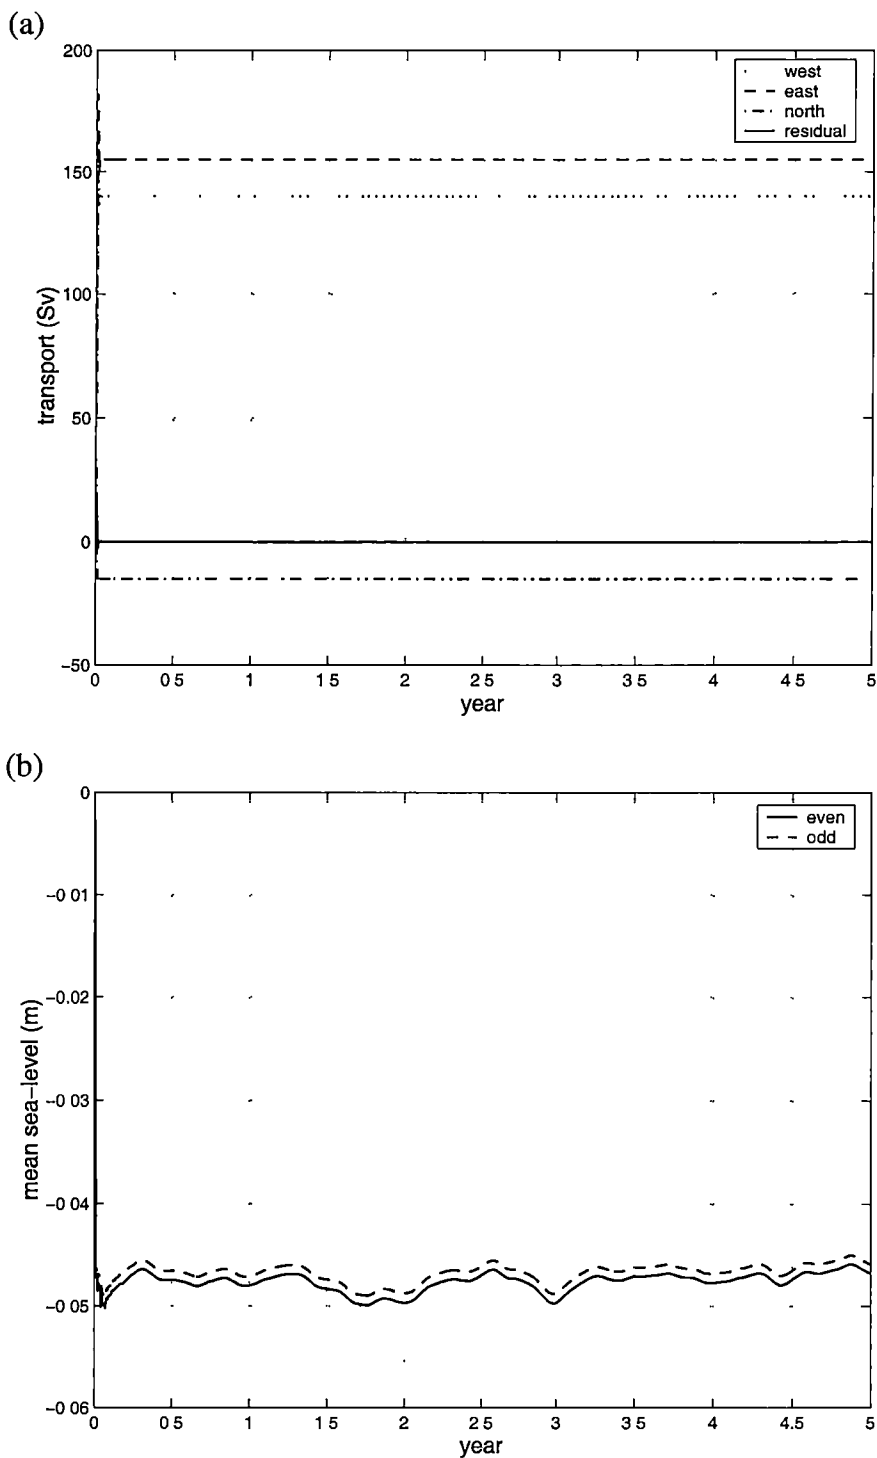 (a)
200
150
100
50
0
−50
transport (Sv)
west
east
north
residual
0 0 5 1 1 5 2 2 5 3 3 5 4 4 5 5
year
(b)
0
−0 01
−0.02
−0 03
−0 04
−0 05
−0 06
mean sea−level (m)
even
odd
0 0 5 1 1 5 2 2 5 3 3 5 4 4.5 5
year